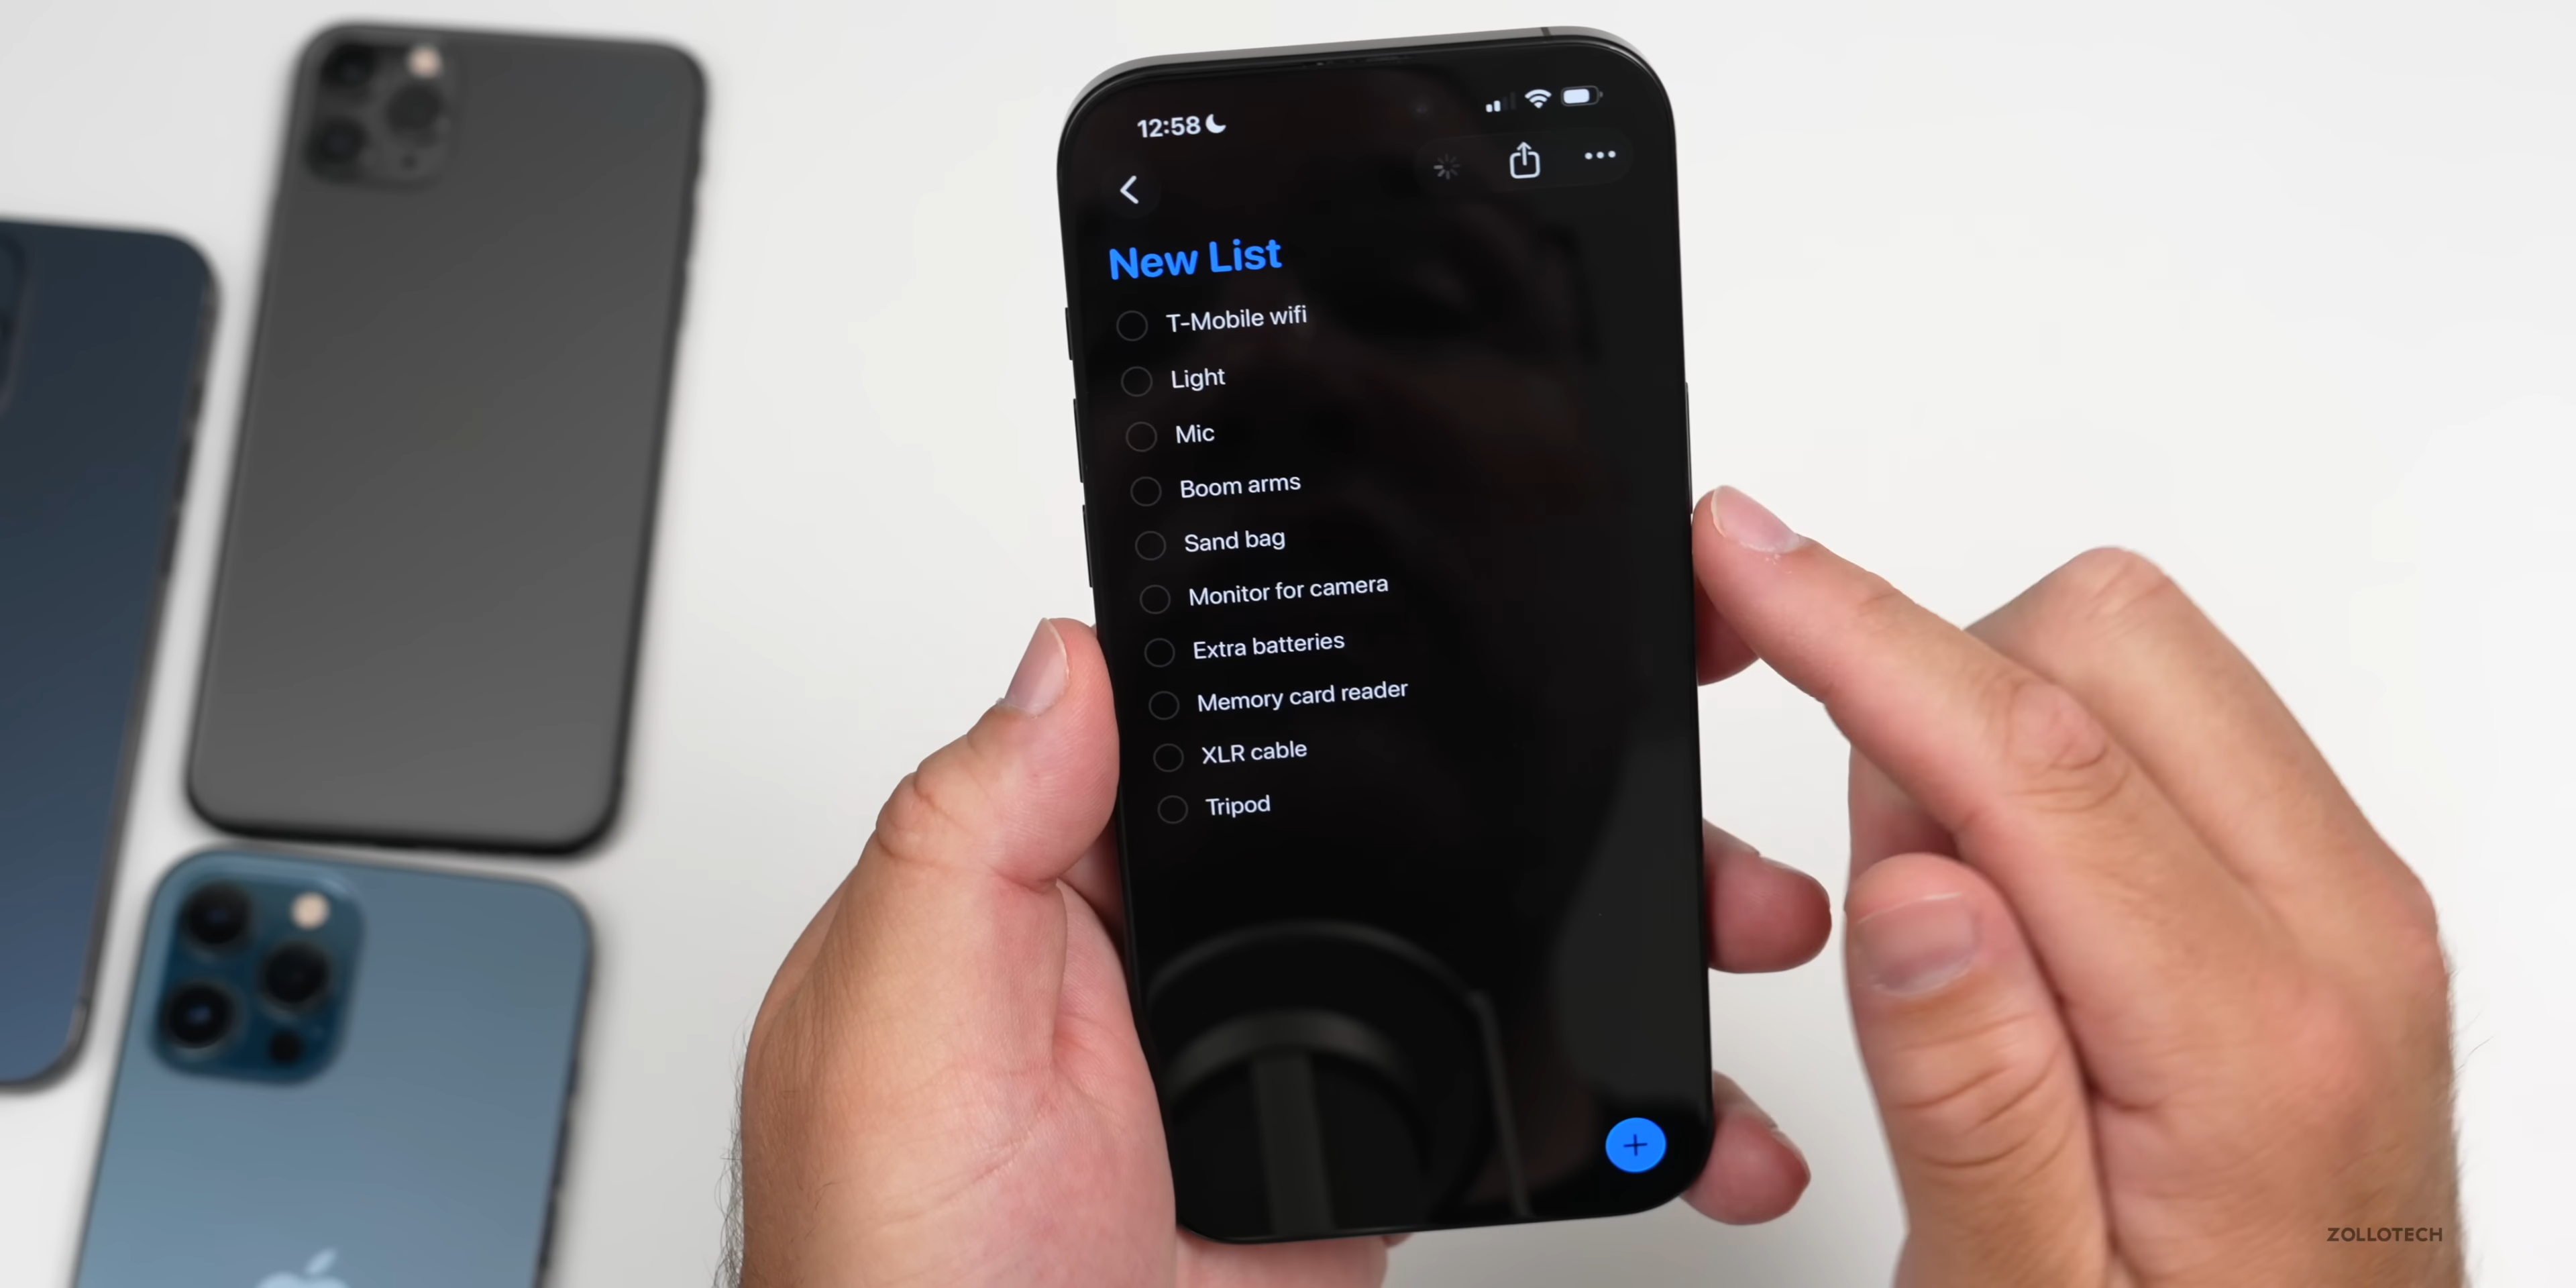 12:58
New List
T-Mobile wifi
Light
Mic
Boom arms
Sand bag
Monitor for camera
Extra batteries
Memory card reader
XLR cable
Tripod
ZOLLOTECH